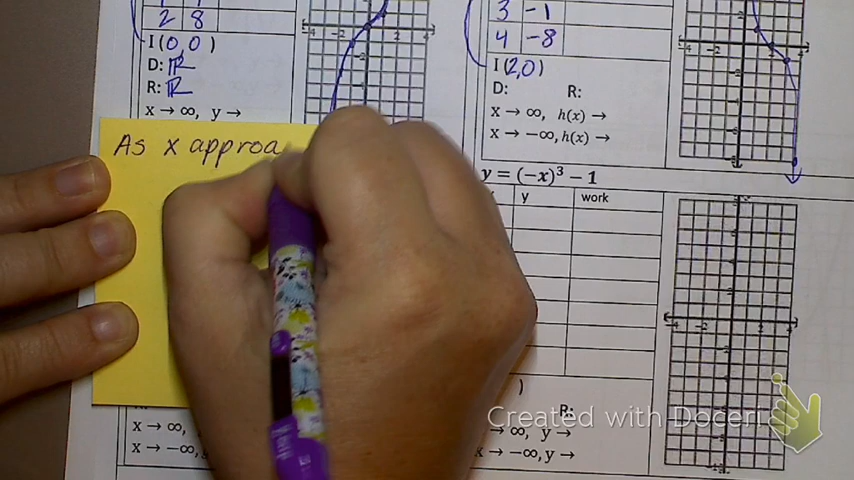 2 8
I (0,0)
D: ℝ
R: ℝ
x → ∞, y →
3 -1
4 -8
I (2,0)
D: R:
x → ∞, h(x) →
x → -∞, h(x) →
As x approa
y = (-x)³ - 1
y work
R:
x → ∞,
x → -∞,
→ ∞, y →
x → -∞, y →
Created with Doceri